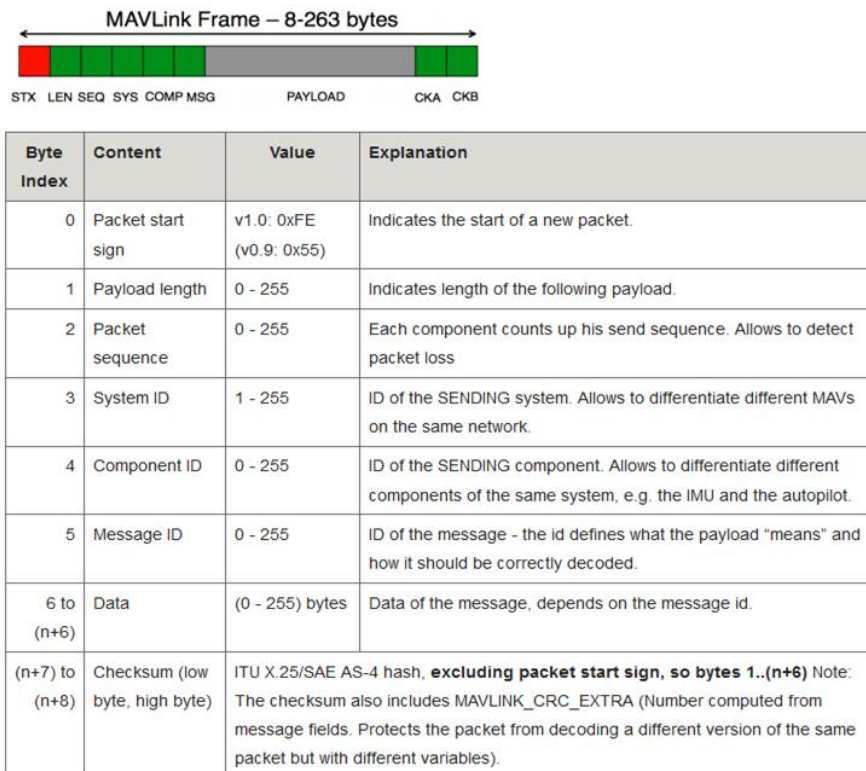 MAVLink Frame – 8-263 bytes
STX LEN SEQ SYS COMP MSG PAYLOAD CKA CKB
Byte Index Content Value Explanation
0 Packet start sign v1.0: 0xFE (v0.9: 0x55) Indicates the start of a new packet.
1 Payload length 0 - 255 Indicates length of the following payload.
2 Packet sequence 0 - 255 Each component counts up his send sequence. Allows to detect packet loss
3 System ID 1 - 255 ID of the SENDING system. Allows to differentiate different MAVs on the same network.
4 Component ID 0 - 255 ID of the SENDING component. Allows to differentiate different components of the same system, e.g. the IMU and the autopilot.
5 Message ID 0 - 255 ID of the message - the id defines what the payload “means” and how it should be correctly decoded.
6 to (n+6) Data (0 - 255) bytes Data of the message, depends on the message id.
(n+7) to (n+8) Checksum (low byte, high byte) ITU X.25/SAE AS-4 hash, excluding packet start sign, so bytes 1..(n+6) Note: The checksum also includes MAVLINK_CRC_EXTRA (Number computed from message fields. Protects the packet from decoding a different version of the same packet but with different variables).